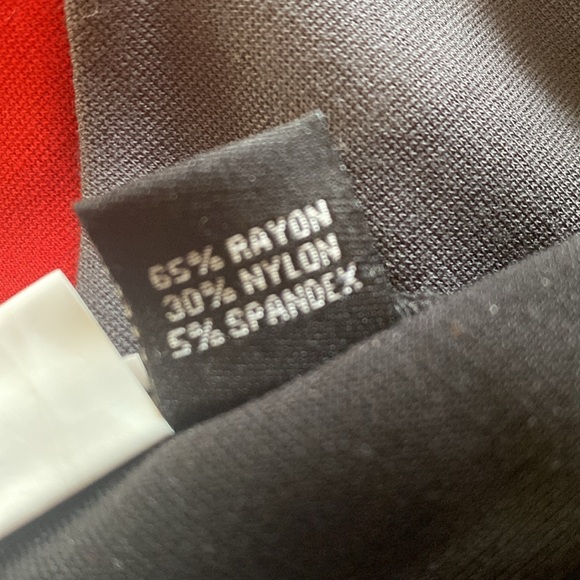 65% RAYON
30% NYLON
5% SPANDEX